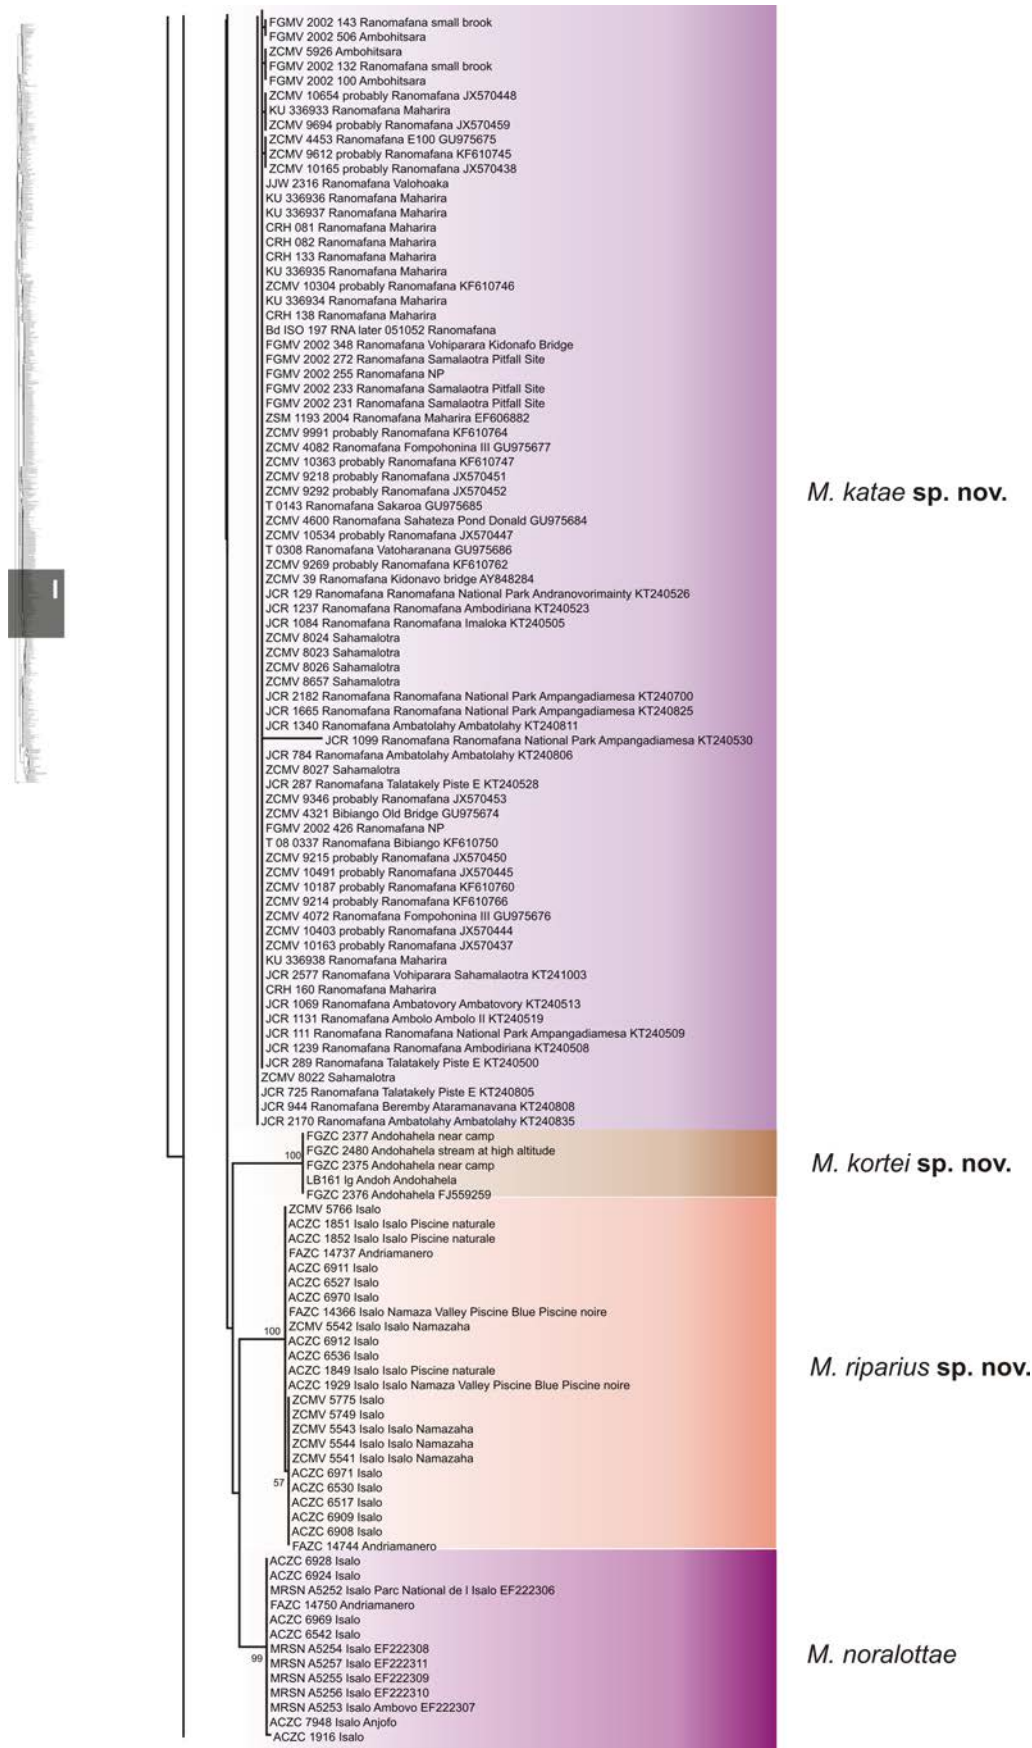 FGMV 2002 143 Ranomafana small brook
FGMV 2002 506 Ambohitsara
ZCMV 5926 Ambohitsara
FGMV 2002 132 Ranomafana small brook
FGMV 2002 100 Ambohitsara
ZCMV 10654 probably Ranomafana JX570448
KU 336933 Ranomafana Maharira
ZCMV 9694 probably Ranomafana JX570459
ZCMV 4453 Ranomafana E100 GU975675
ZCMV 9612 probably Ranomafana KF610745
ZCMV 10165 probably Ranomafana JX570438
JJW 2316 Ranomafana Valohoaka
KU 336936 Ranomafana Maharira
KU 336937 Ranomafana Maharira
CRH 081 Ranomafana Maharira
CRH 082 Ranomafana Maharira
CRH 133 Ranomafana Maharira
KU 336935 Ranomafana Maharira
ZCMV 10304 probably Ranomafana KF610746
KU 336934 Ranomafana Maharira
CRH 138 Ranomafana Maharira
Bd ISO 197 RNA later 051052 Ranomafana
FGMV 2002 348 Ranomafana Vohiparara Kidonafo Bridge
FGMV 2002 272 Ranomafana Samalaotra Pitfall Site
FGMV 2002 255 Ranomafana NP
FGMV 2002 233 Ranomafana Samalaotra Pitfall Site
FGMV 2002 231 Ranomafana Samalaotra Pitfall Site
ZSM 1193 2004 Ranomafana Maharira EF606882
ZCMV 9991 probably Ranomafana KF610764
ZCMV 4082 Ranomafana Fompohonina III GU975677
ZCMV 10363 probably Ranomafana KF610747
ZCMV 9218 probably Ranomafana JX570451
ZCMV 9292 probably Ranomafana JX570452
T 0143 Ranomafana Sakaroa GU975685
ZCMV 4600 Ranomafana Sahateza Pond Donald GU975684
ZCMV 10534 probably Ranomafana JX570447
T 0308 Ranomafana Vatoharanana GU975686
ZCMV 9269 probably Ranomafana KF610762
ZCMV 39 Ranomafana Kidonavo bridge AY848284
JCR 129 Ranomafana Ranomafana National Park Andranovorimainty KT240526
JCR 1237 Ranomafana Ranomafana Ambodiriana KT240523
JCR 1084 Ranomafana Ranomafana Imaloka KT240505
ZCMV 8024 Sahamalotra
ZCMV 8023 Sahamalotra
ZCMV 8026 Sahamalotra
ZCMV 8657 Sahamalotra
JCR 2182 Ranomafana Ranomafana National Park Ampangadiamesa KT240700
JCR 1665 Ranomafana Ranomafana National Park Ampangadiamesa KT240825
JCR 1340 Ranomafana Ambatolahy Ambatolahy KT240811
JCR 1099 Ranomafana Ranomafana National Park Ampangadiamesa KT240530
JCR 784 Ranomafana Ambatolahy Ambatolahy KT240806
ZCMV 8027 Sahamalotra
JCR 287 Ranomafana Talatakely Piste E KT240528
ZCMV 9346 probably Ranomafana JX570453
ZCMV 4321 Bibiango Old Bridge GU975674
FGMV 2002 426 Ranomafana NP
T 08 0337 Ranomafana Bibiango KF610750
ZCMV 9215 probably Ranomafana JX570450
ZCMV 10491 probably Ranomafana JX570445
ZCMV 10187 probably Ranomafana KF610760
ZCMV 9214 probably Ranomafana KF610766
ZCMV 4072 Ranomafana Fompohonina III GU975676
ZCMV 10403 probably Ranomafana JX570444
ZCMV 10163 probably Ranomafana JX570437
KU 336938 Ranomafana Maharira
JCR 2577 Ranomafana Vohiparara Sahamalaotra KT241003
CRH 160 Ranomafana Maharira
JCR 1069 Ranomafana Ambatovory Ambatovory KT240513
JCR 1131 Ranomafana Ambolo Ambolo II KT240519
JCR 111 Ranomafana Ranomafana National Park Ampangadiamesa KT240509
JCR 1239 Ranomafana Ranomafana Ambodiriana KT240508
JCR 289 Ranomafana Talatakely Piste E KT240500
ZCMV 8022 Sahamalotra
JCR 725 Ranomafana Talatakely Piste E KT240805
JCR 944 Ranomafana Beremby Ataramanavana KT240808
JCR 2170 Ranomafana Ambatolahy Ambatolahy KT240835
M. katae sp. nov.
FGZC 2377 Andohahela near camp
FGZC 2480 Andohahela stream at high altitude
100
FGZC 2375 Andohahela near camp
LB161 Ig Andoh Andohahela
FGZC 2376 Andohahela FJ559259
M. kortei sp. nov.
ZCMV 5766 Isalo
ACZC 1851 Isalo Isalo Piscine naturale
ACZC 1852 Isalo Isalo Piscine naturale
FAZC 14737 Andriamanero
ACZC 6911 Isalo
ACZC 6527 Isalo
ACZC 6970 Isalo
FAZC 14366 Isalo Namaza Valley Piscine Blue Piscine noire
100
ZCMV 5542 Isalo Isalo Namazaha
ACZC 6912 Isalo
ACZC 6536 Isalo
ACZC 1849 Isalo Isalo Piscine naturale
ACZC 1929 Isalo Isalo Namaza Valley Piscine Blue Piscine noire
ZCMV 5775 Isalo
ZCMV 5749 Isalo
ZCMV 5543 Isalo Isalo Namazaha
ZCMV 5544 Isalo Isalo Namazaha
ZCMV 5541 Isalo Isalo Namazaha
ACZC 6971 Isalo
57
ACZC 6530 Isalo
ACZC 6517 Isalo
ACZC 6909 Isalo
ACZC 6908 Isalo
FAZC 14744 Andriamanero
M. riparius sp. nov.
ACZC 6928 Isalo
ACZC 6924 Isalo
MRSN A5252 Isalo Parc National de l Isalo EF222306
FAZC 14750 Andriamanero
ACZC 6969 Isalo
ACZC 6542 Isalo
MRSN A5254 Isalo EF222308
99
MRSN A5257 Isalo EF222311
MRSN A5255 Isalo EF222309
MRSN A5256 Isalo EF222310
MRSN A5253 Isalo Ambovo EF222307
ACZC 7948 Isalo Anjofo
ACZC 1916 Isalo
M. noralottae